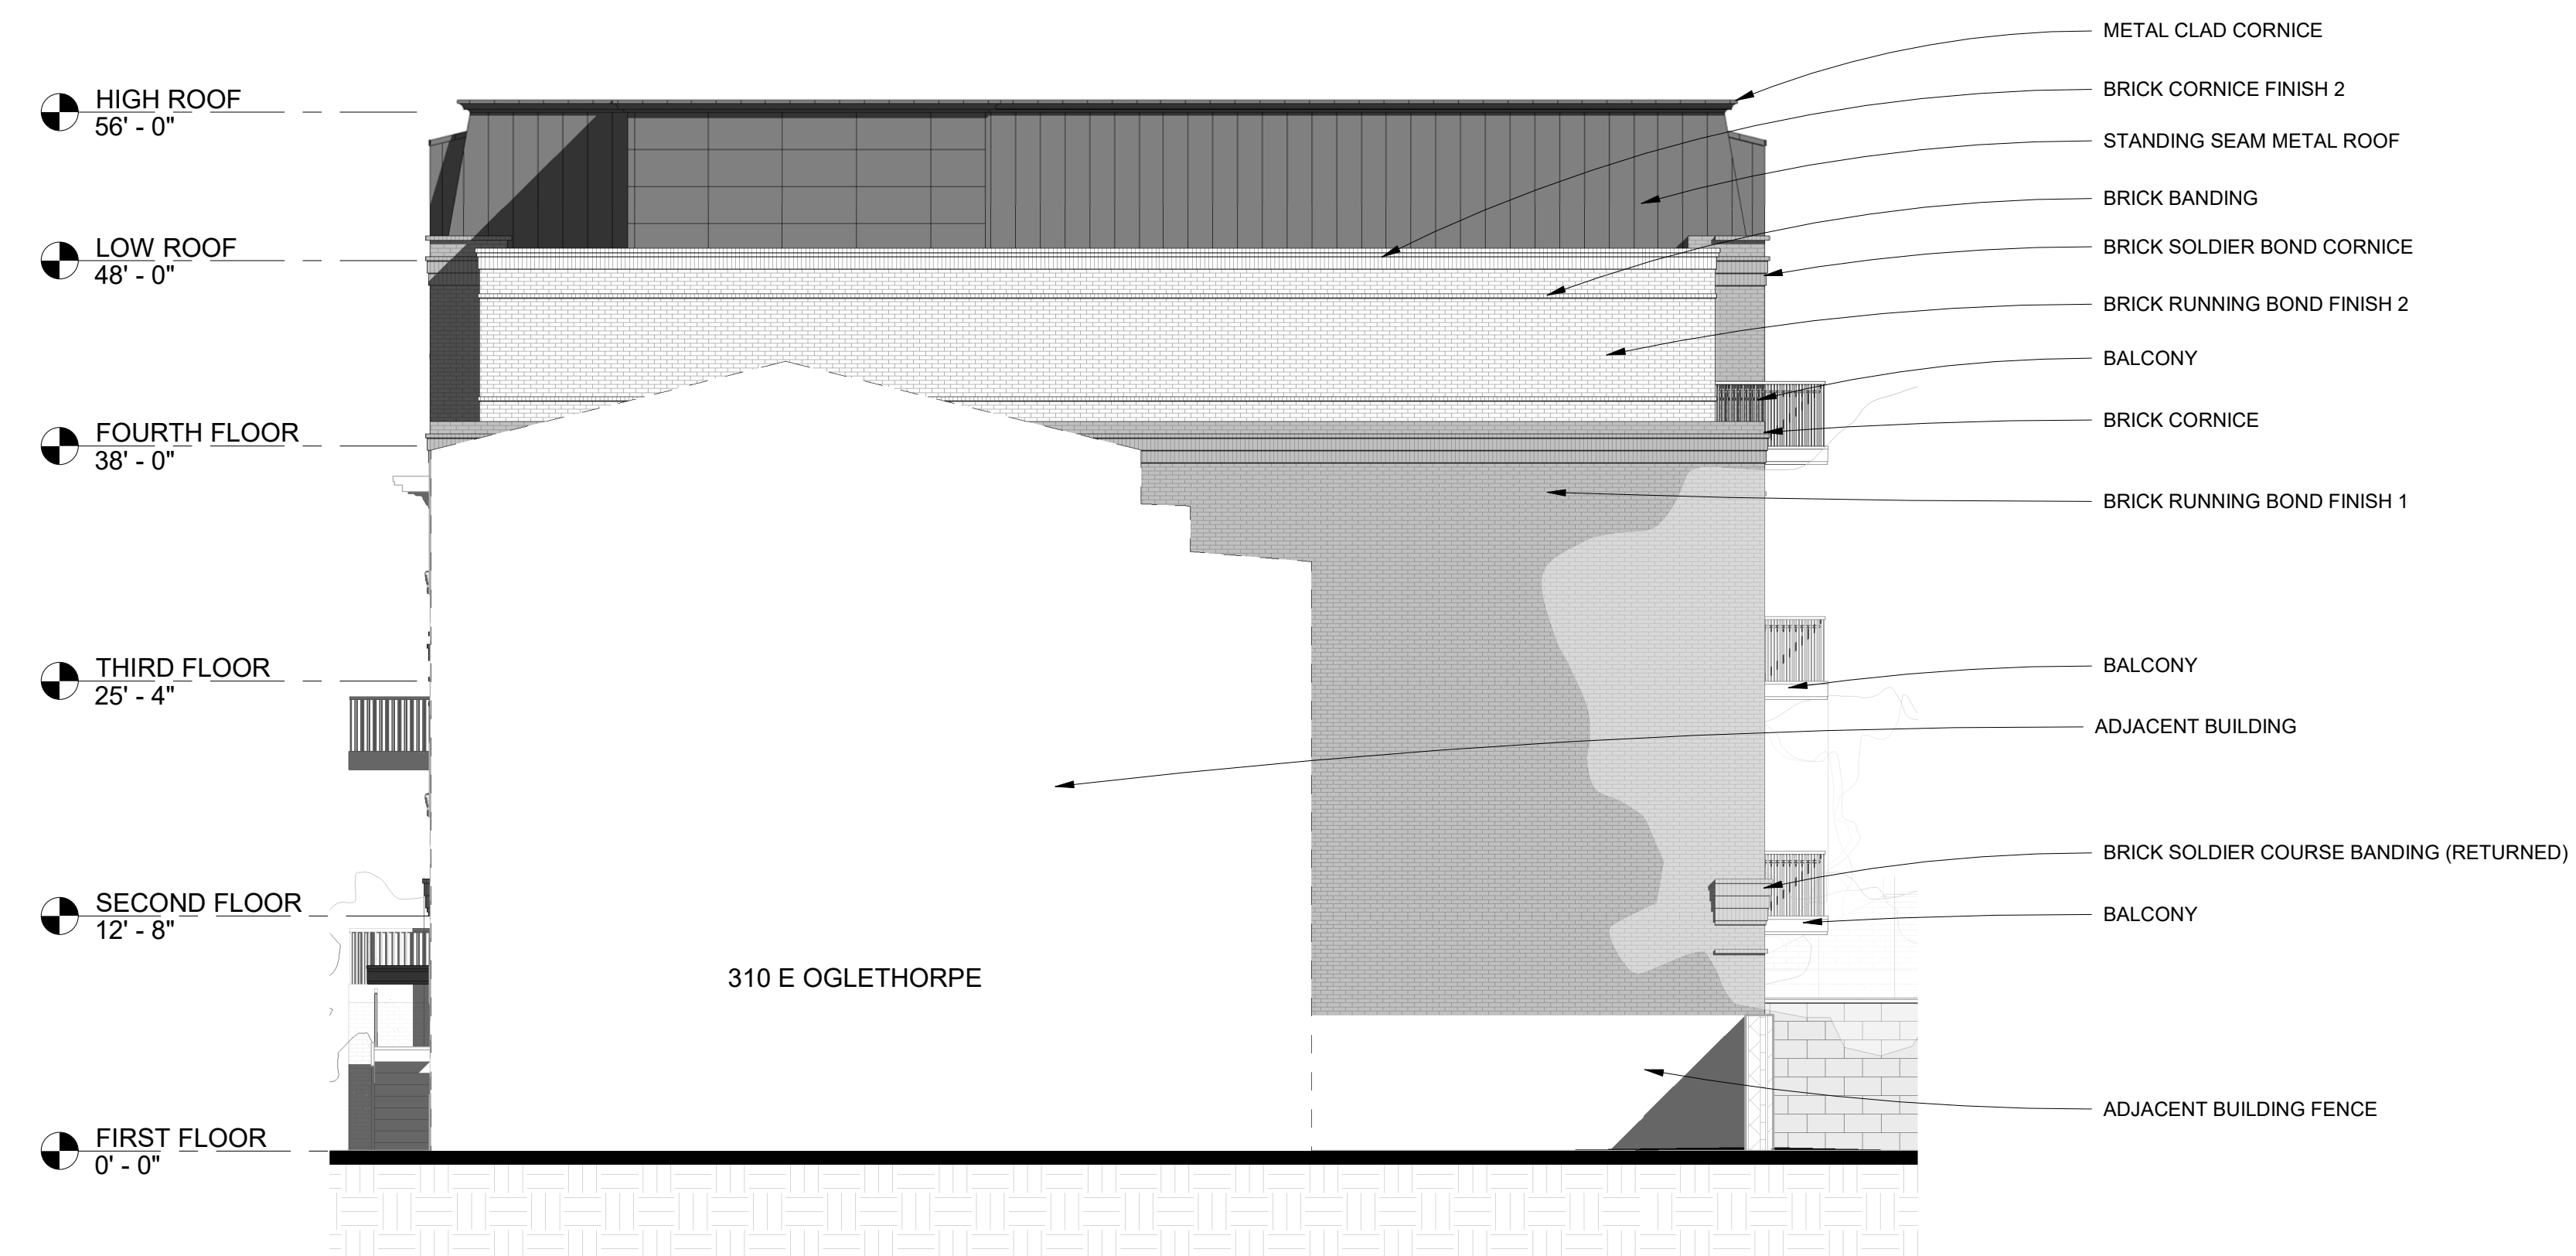 METAL CLAD CORNICE
BRICK CORNICE FINISH 2
HIGH ROOF
56' - 0"
STANDING SEAM METAL ROOF
BRICK BANDING
LOW ROOF
48' - 0"
BRICK SOLDIER BOND CORNICE
BRICK RUNNING BOND FINISH 2
BALCONY
FOURTH FLOOR
38' - 0"
BRICK CORNICE
BRICK RUNNING BOND FINISH 1
THIRD FLOOR
25' - 4"
BALCONY
ADJACENT BUILDING
BRICK SOLDIER COURSE BANDING (RETURNED)
SECOND FLOOR
12' - 8"
BALCONY
310 E OGLETHORPE
ADJACENT BUILDING FENCE
FIRST FLOOR
0' - 0"